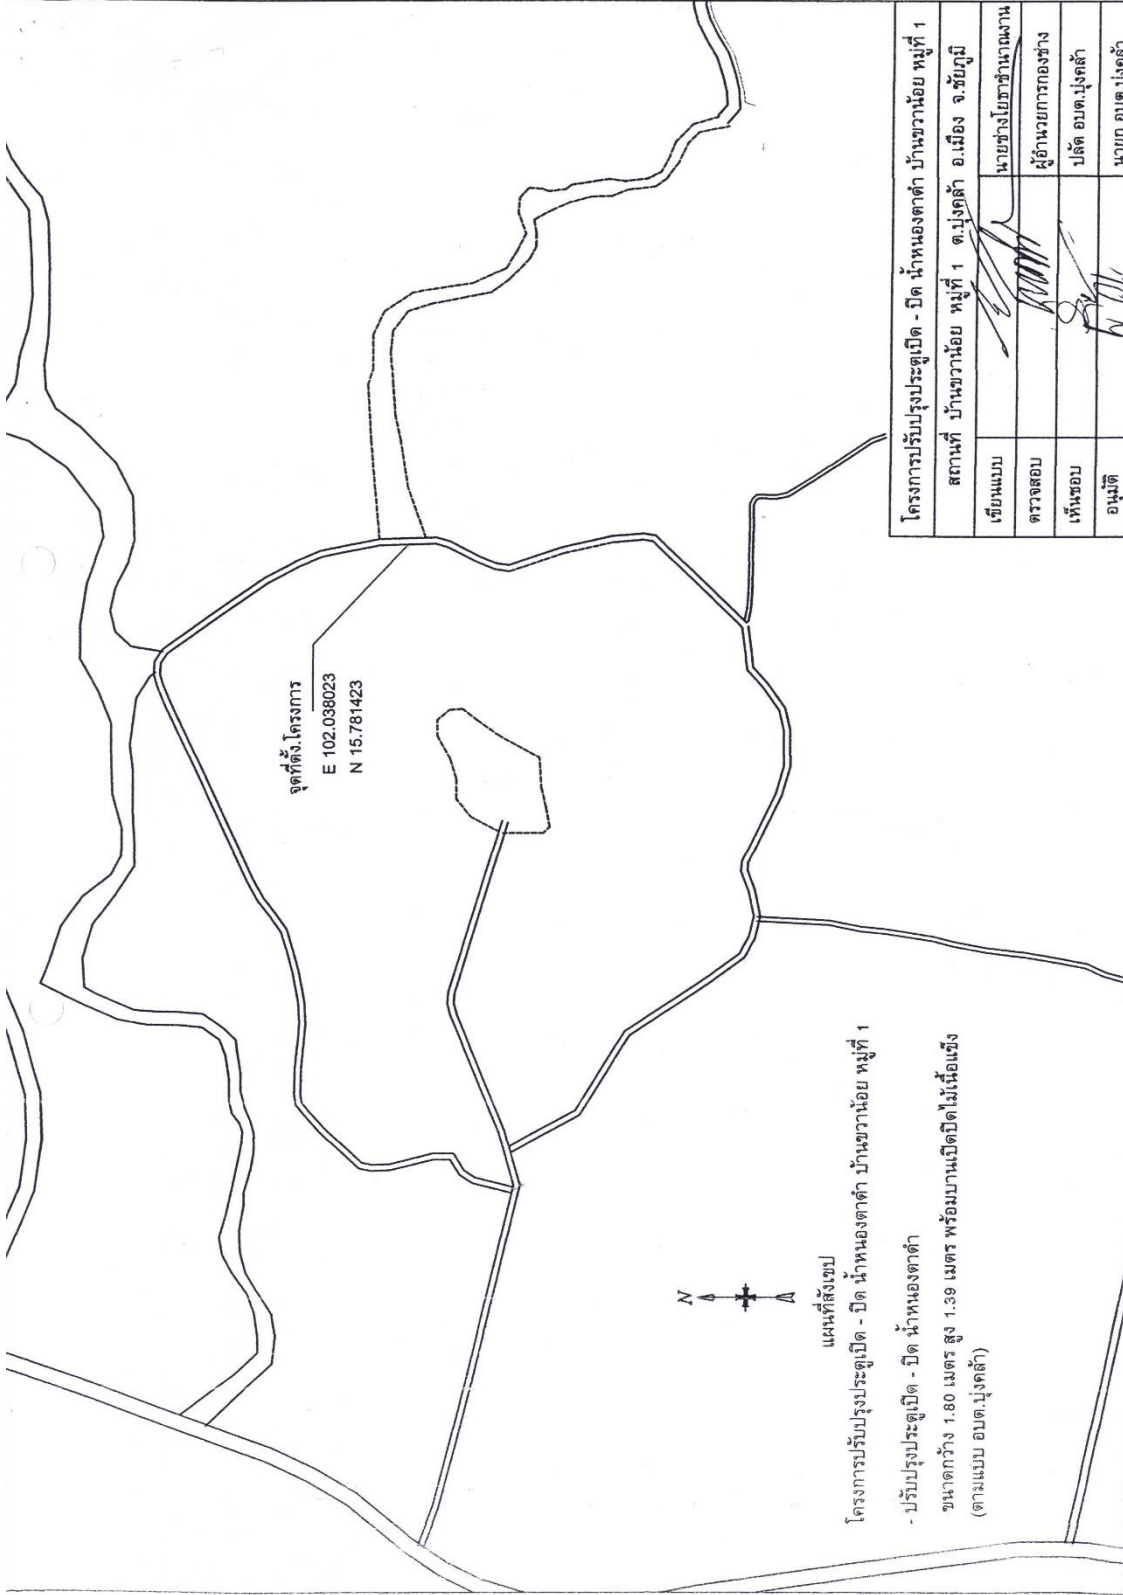 จุดที่ตั้งโครงการ
E 102.038023
N 15.781423
N
แผนที่สังเขป
โครงการปรับปรุงประตูเปิด - ปิด น้ำหนองตาดำ บ้านขวาน้อย หมู่ที่ 1
- ปรับปรุงประตูเปิด - ปิด น้ำหนองตาดำ
ขนาดกว้าง 1.80 เมตร สูง 1.39 เมตร พร้อมบานเปิดปิดไม้เนื้อแข็ง
(ตามแบบ อบต.บุ่งคล้า)
โครงการปรับปรุงประตูเปิด - ปิด น้ำหนองตาดำ บ้านขวาน้อย หมู่ที่ 1
สถานที่ บ้านขวาน้อย หมู่ที่ 1 ต.บุ่งคล้า อ.เมือง จ.ชัยภูมิ
เขียนแบบ นายช่างโยธาชำนาญงาน
ตรวจสอบ ผู้อำนวยการกองช่าง
เห็นชอบ ปลัด อบต.บุ่งคล้า
อนุมัติ นายก อบต.บุ่งคล้า